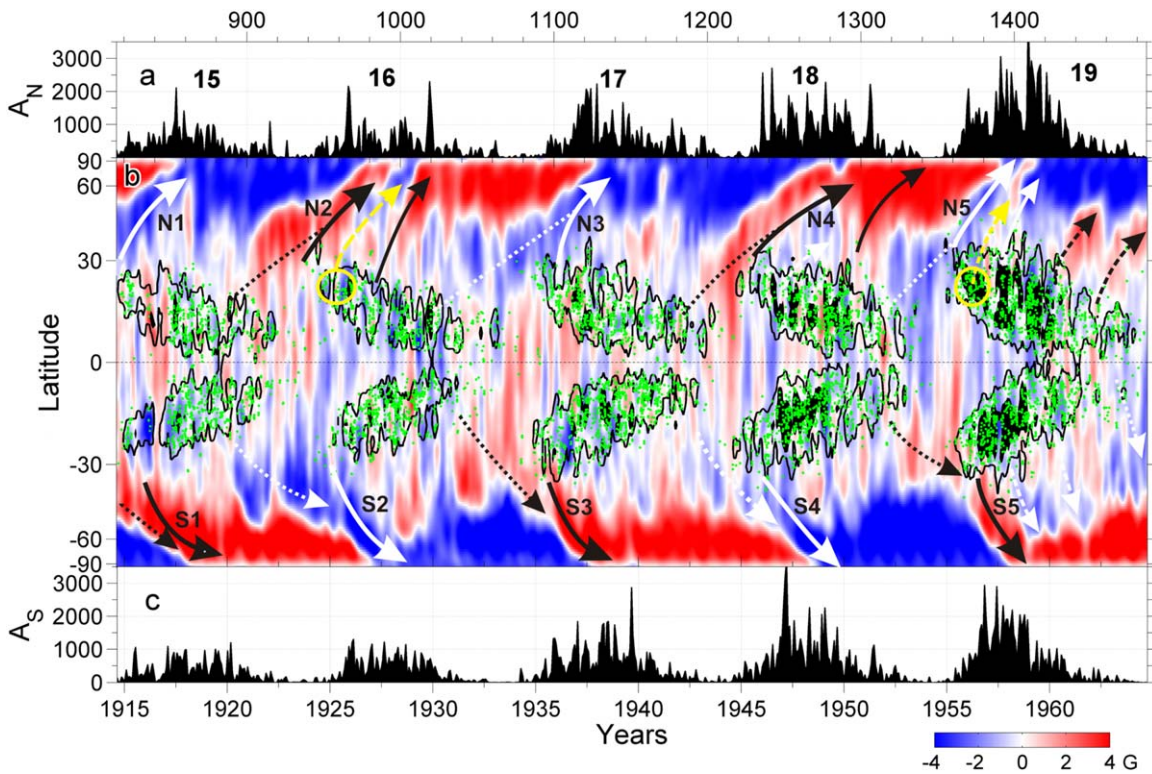 900 1000 1100 1200 1300 1400
a 15 16 17 18 19
A_N
3000
2000
1000
b
Latitude
90
60
30
0
-30
-60
-90
N1 N2 N3 N4 N5
S1 S2 S3 S4 S5
c
A_S
3000
2000
1000
0
1915 1920 1925 1930 1935 1940 1945 1950 1955 1960
Years
-4 -2 0 2 4 G